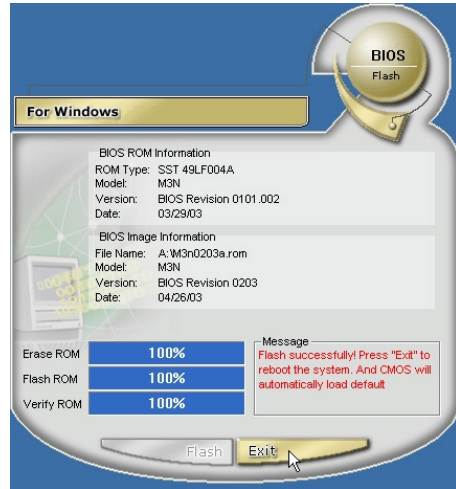 BIOS
Flash
For Windows
BIOS ROM Information
ROM Type: SST 49LF004A
Model: M3N
Version: BIOS Revision 0101.002
Date: 03/29/03
BIOS Image Information
File Name: A:\M3n0203a.rom
Model: M3N
Version: BIOS Revision 0203
Date: 04/26/03
Erase ROM 100%
Flash ROM 100%
Verify ROM 100%
Message
Flash successfully! Press "Exit" to
reboot the system. And CMOS will
automatically load default
Flash Exit